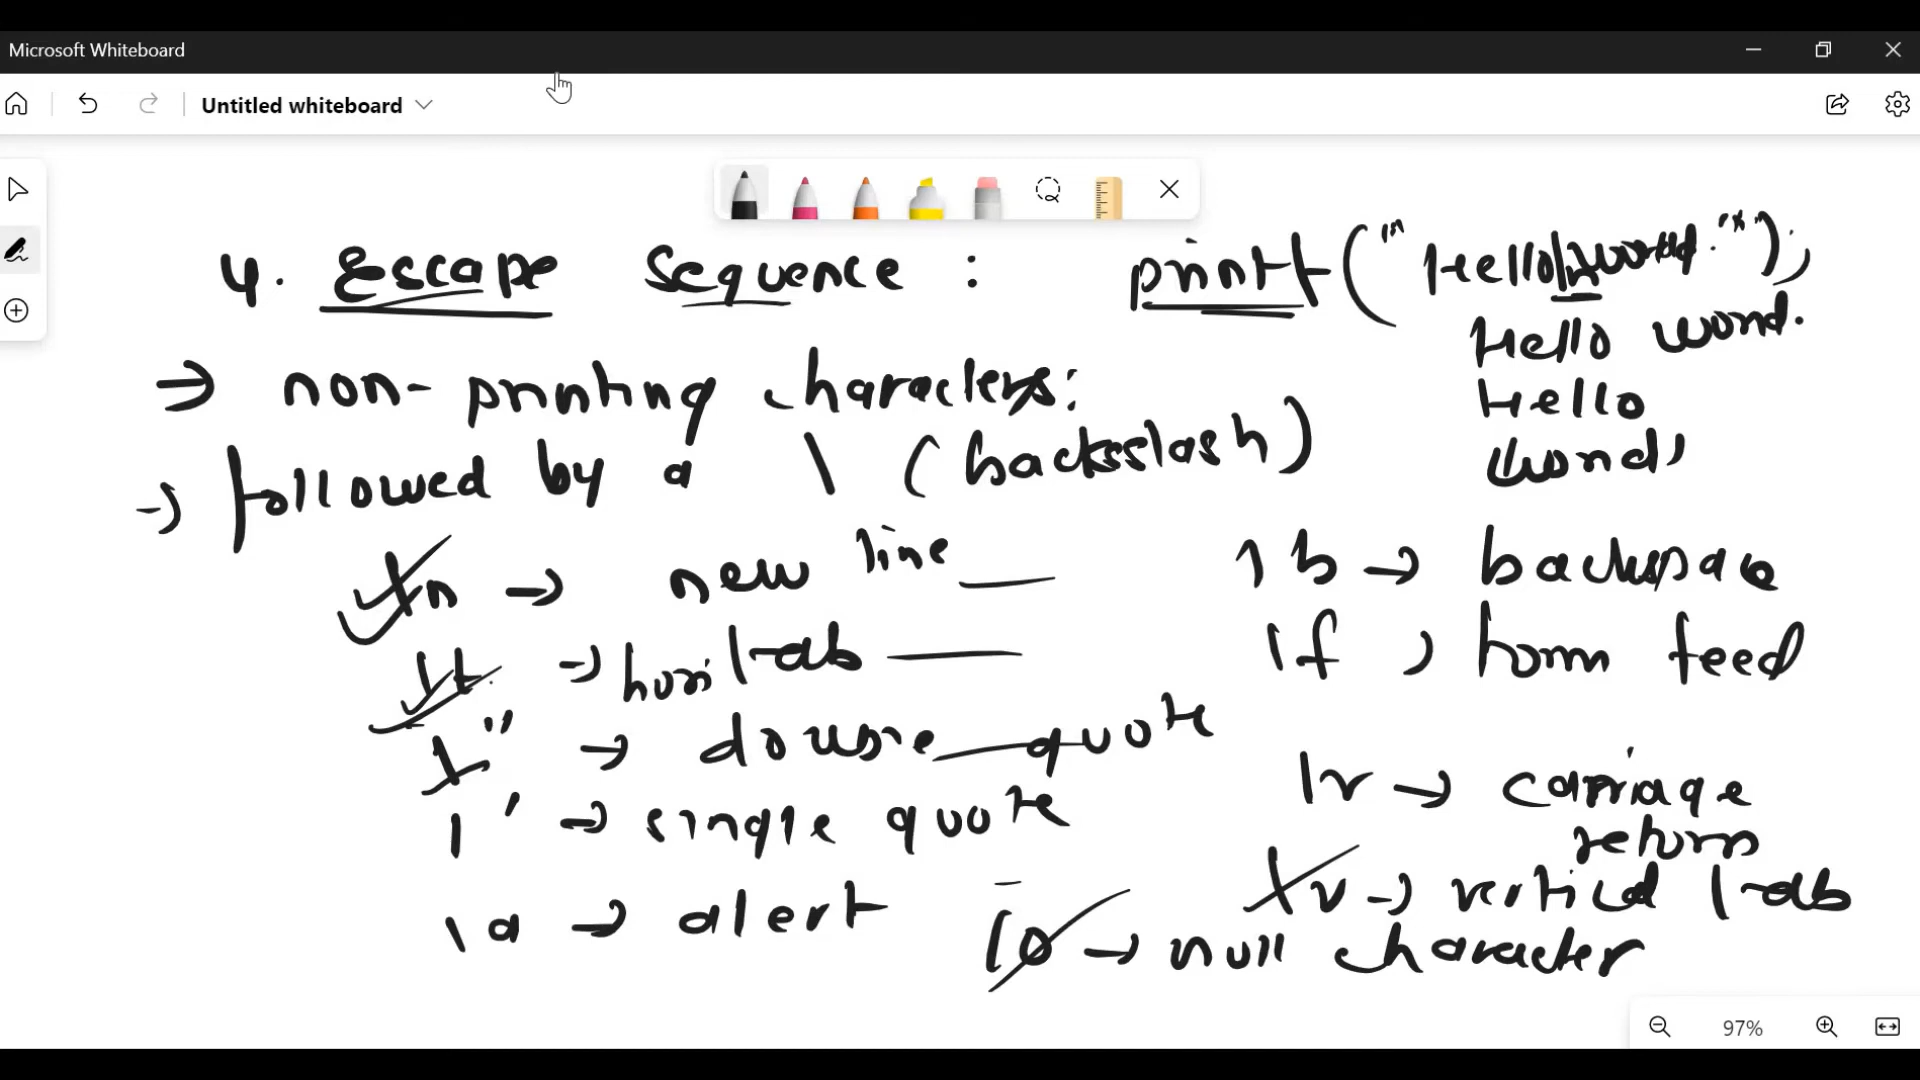 Microsoft Whiteboard
Untitled whiteboard
4. Escape Sequence : printf("Hello\nworld.");
Hello world.
Hello
world
→ non-printing characters:
→ followed by a \ (backsslash)
\n → new line
\t → hori tab
\" → double quote
\' → single quote
\a → alert
\b → backspace
\f → form feed
\r → carriage
return
\v → vertical tab
\0 → null character
97%